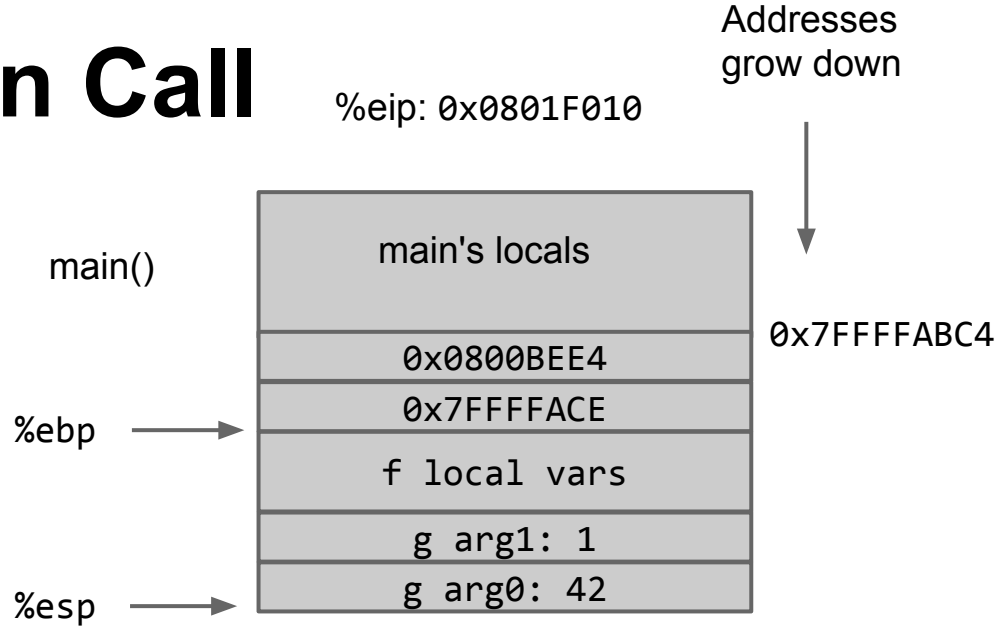 n Call
Addresses
grow down
%eip: 0x0801F010
main()
main's locals
0x7FFFFABC4
0x0800BEE4
0x7FFFFACE
%ebp
f local vars
g arg1: 1
g arg0: 42
%esp